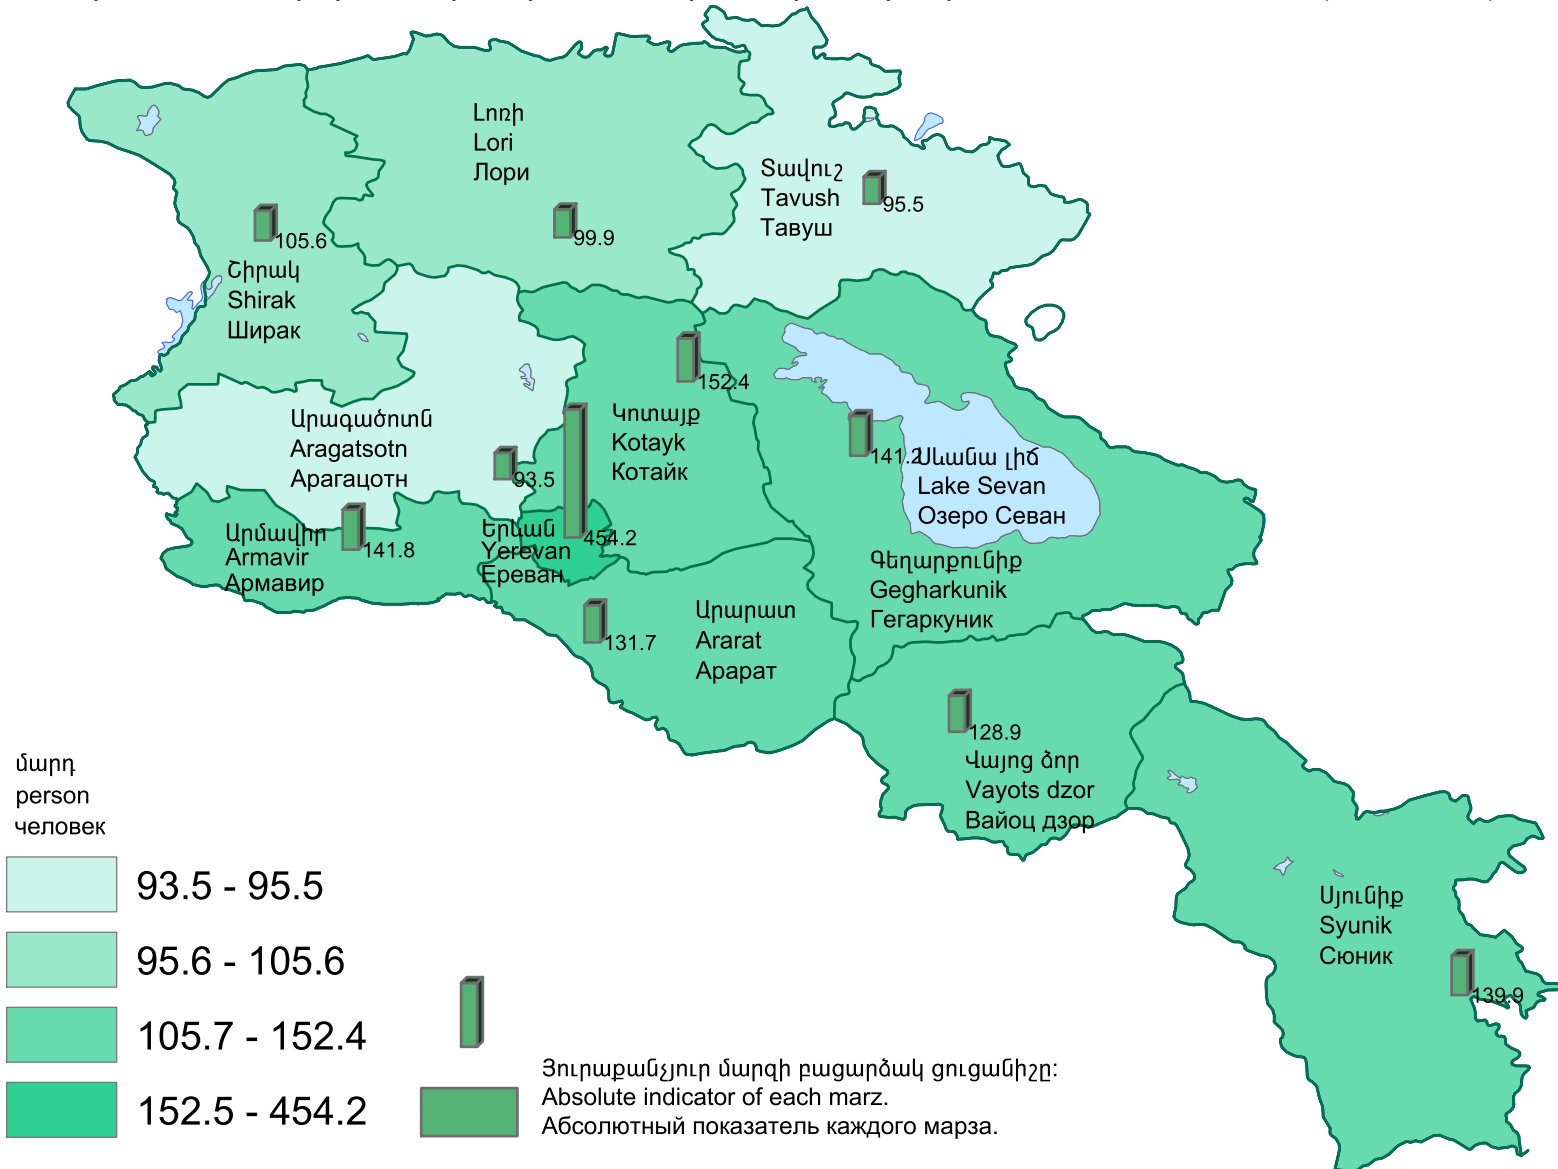 Լոռի
Lori
Лори
99.9
Տավուշ
Tavush
Тавуш
95.5
105.6
Շիրակ
Shirak
Ширак
152.4
Կոտայք
Kotayk
Котайк
Արագածոտն
Aragatsotn
Арагацотн
93.5
141.2
Սևանա լիճ
Lake Sevan
Озеро Севан
Արմավիր
Armavir
Армавир
141.8
Երևան
Yerevan
Ереван
454.2
Գեղարքունիք
Gegharkunik
Гегаркуник
131.7
Արարատ
Ararat
Арарат
128.9
Վայոց ձոր
Vayots dzor
Вайоц дзор
Սյունիք
Syunik
Сюник
139.9
մարդ
person
человек
93.5 - 95.5
95.6 - 105.6
105.7 - 152.4
152.5 - 454.2
Յուրաքանչյուր մարզի բացարձակ ցուցանիշը:
Absolute indicator of each marz.
Абсолютный показатель каждого марза.